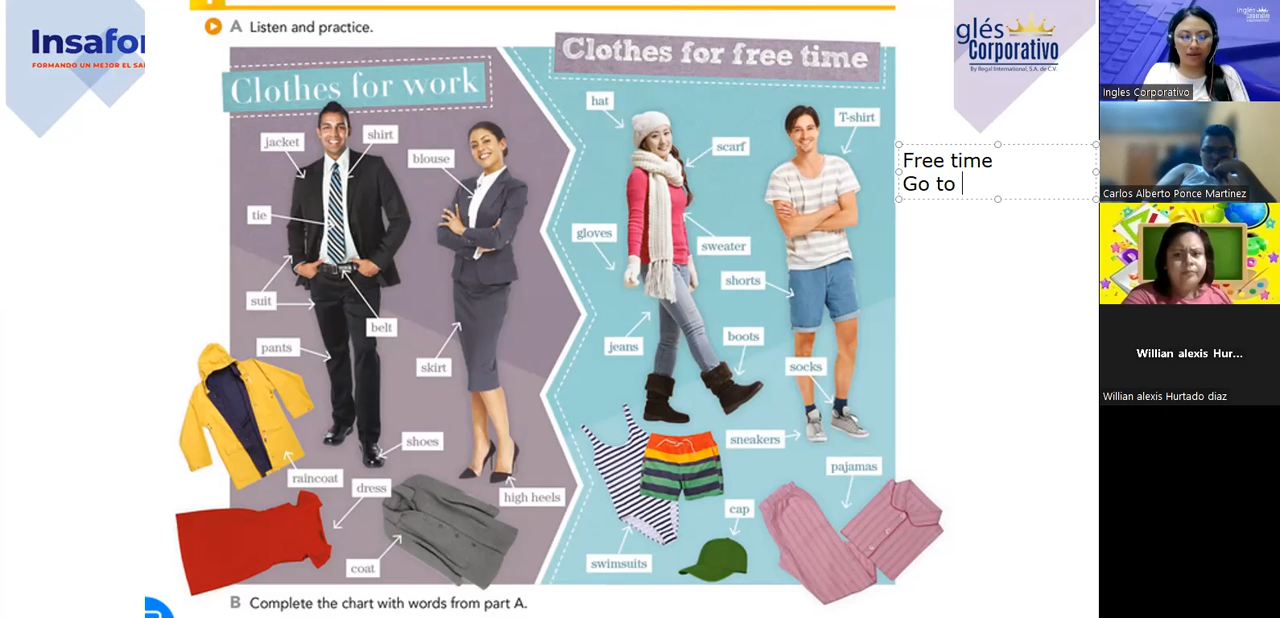 Insafor
FORMANDO UN MEJOR EL SA
A Listen and practice.
Clothes for work
Clothes for free time
jacket
shirt
blouse
tie
suit
belt
pants
skirt
shoes
raincoat
dress
high heels
coat
hat
T-shirt
scarf
gloves
sweater
shorts
jeans
boots
socks
sneakers
pajamas
cap
swimsuits
B Complete the chart with words from part A.
glés
Corporativo
By Regal International, S.A. de C.V.
Free time
Go to
Ingles Corporativo
Carlos Alberto Ponce Martinez
Willian alexis Hur...
Willian alexis Hurtado diaz